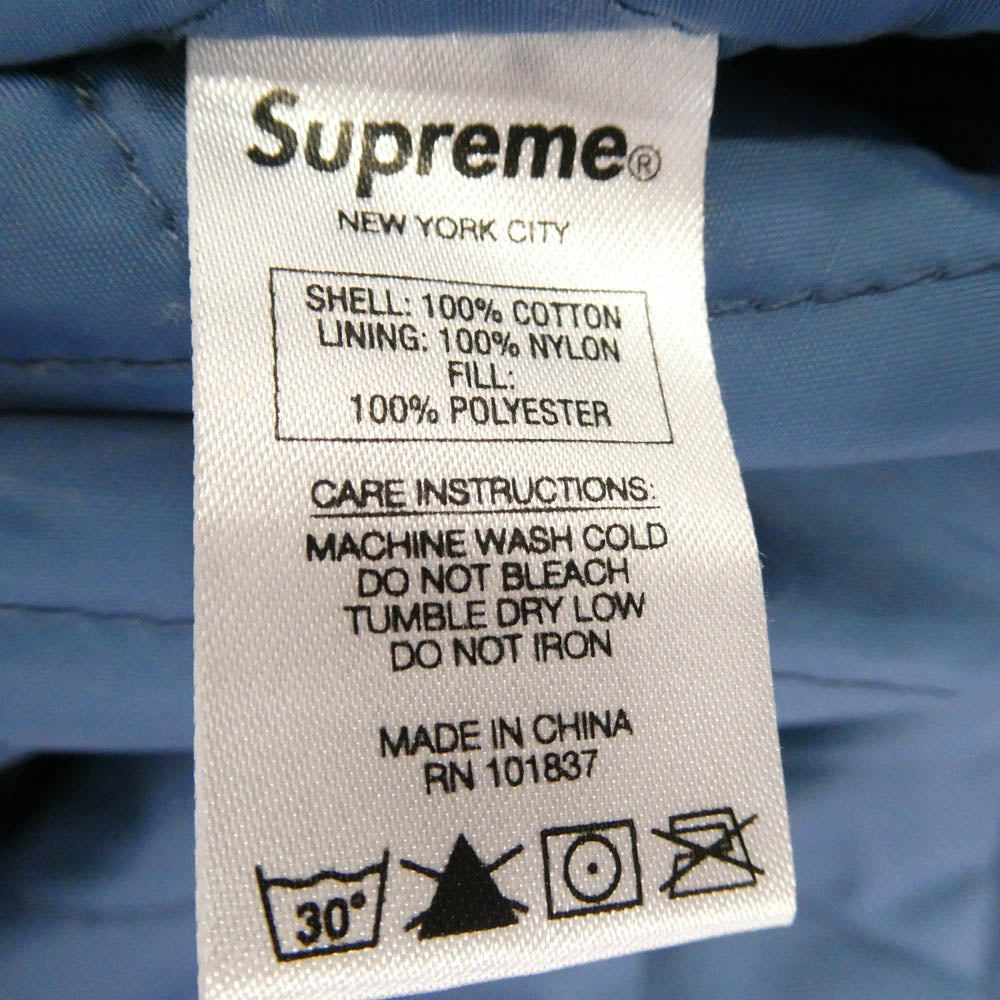 Supreme®
NEW YORK CITY
SHELL: 100% COTTON
LINING: 100% NYLON
FILL:
100% POLYESTER
CARE INSTRUCTIONS:
MACHINE WASH COLD
DO NOT BLEACH
TUMBLE DRY LOW
DO NOT IRON
MADE IN CHINA
RN 101837
30°